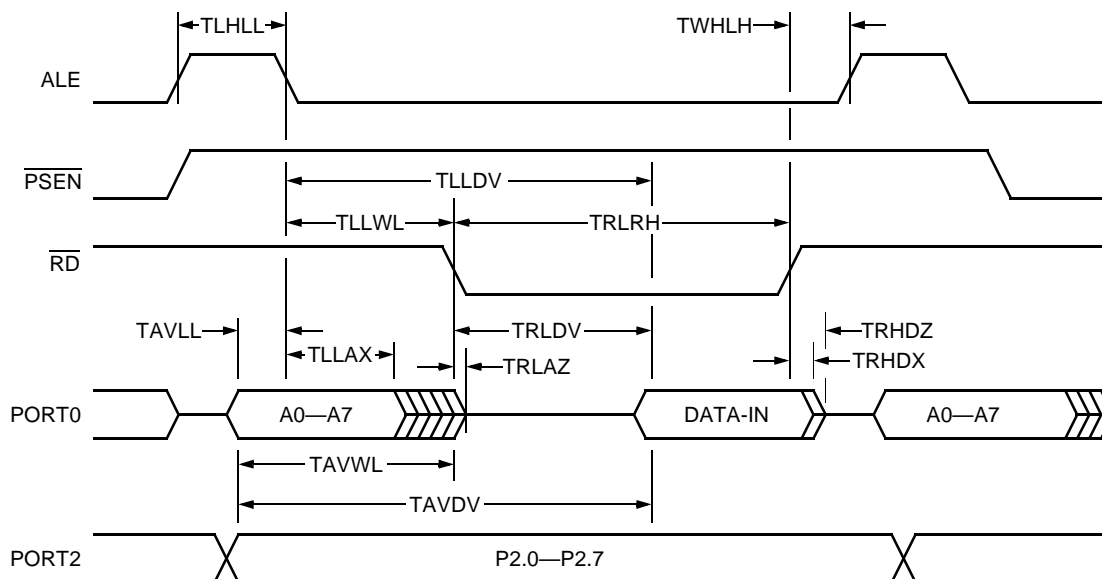 TLHLL
TWHLH
ALE
PSEN
TLLDV
TLLWL
TRLRH
RD
TAVLL
TRLDV
TRHDZ
TLLAX
TRLAZ
TRHDX
PORT0
A0—A7
DATA-IN
A0—A7
TAVWL
TAVDV
PORT2
P2.0—P2.7